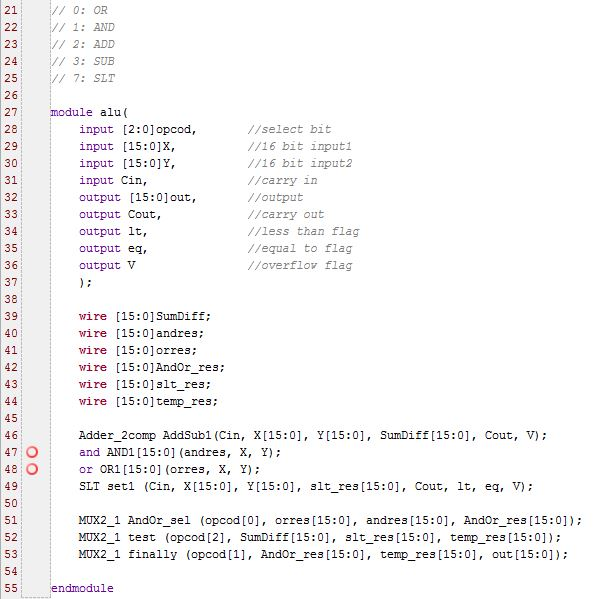 21 // 0: OR
22 // 1: AND
23 // 2: ADD
24 // 3: SUB
25 // 7: SLT
26
27 module alu(
28 input [2:0]opcod, //select bit
29 input [15:0]X, //16 bit input1
30 input [15:0]Y, //16 bit input2
31 input Cin, //carry in
32 output [15:0]out, //output
33 output Cout, //carry out
34 output lt, //less than flag
35 output eq, //equal to flag
36 output V //overflow flag
37 );
38
39 wire [15:0]SumDiff;
40 wire [15:0]andres;
41 wire [15:0]orres;
42 wire [15:0]AndOr_res;
43 wire [15:0]slt_res;
44 wire [15:0]temp_res;
45
46 Adder_2comp AddSub1(Cin, X[15:0], Y[15:0], SumDiff[15:0], Cout, V);
47 and AND1[15:0](andres, X, Y);
48 or OR1[15:0](orres, X, Y);
49 SLT set1 (Cin, X[15:0], Y[15:0], slt_res[15:0], Cout, lt, eq, V);
50
51 MUX2_1 AndOr_sel (opcod[0], orres[15:0], andres[15:0], AndOr_res[15:0]);
52 MUX2_1 test (opcod[2], SumDiff[15:0], slt_res[15:0], temp_res[15:0]);
53 MUX2_1 finally (opcod[1], AndOr_res[15:0], temp_res[15:0], out[15:0]);
54
55 endmodule